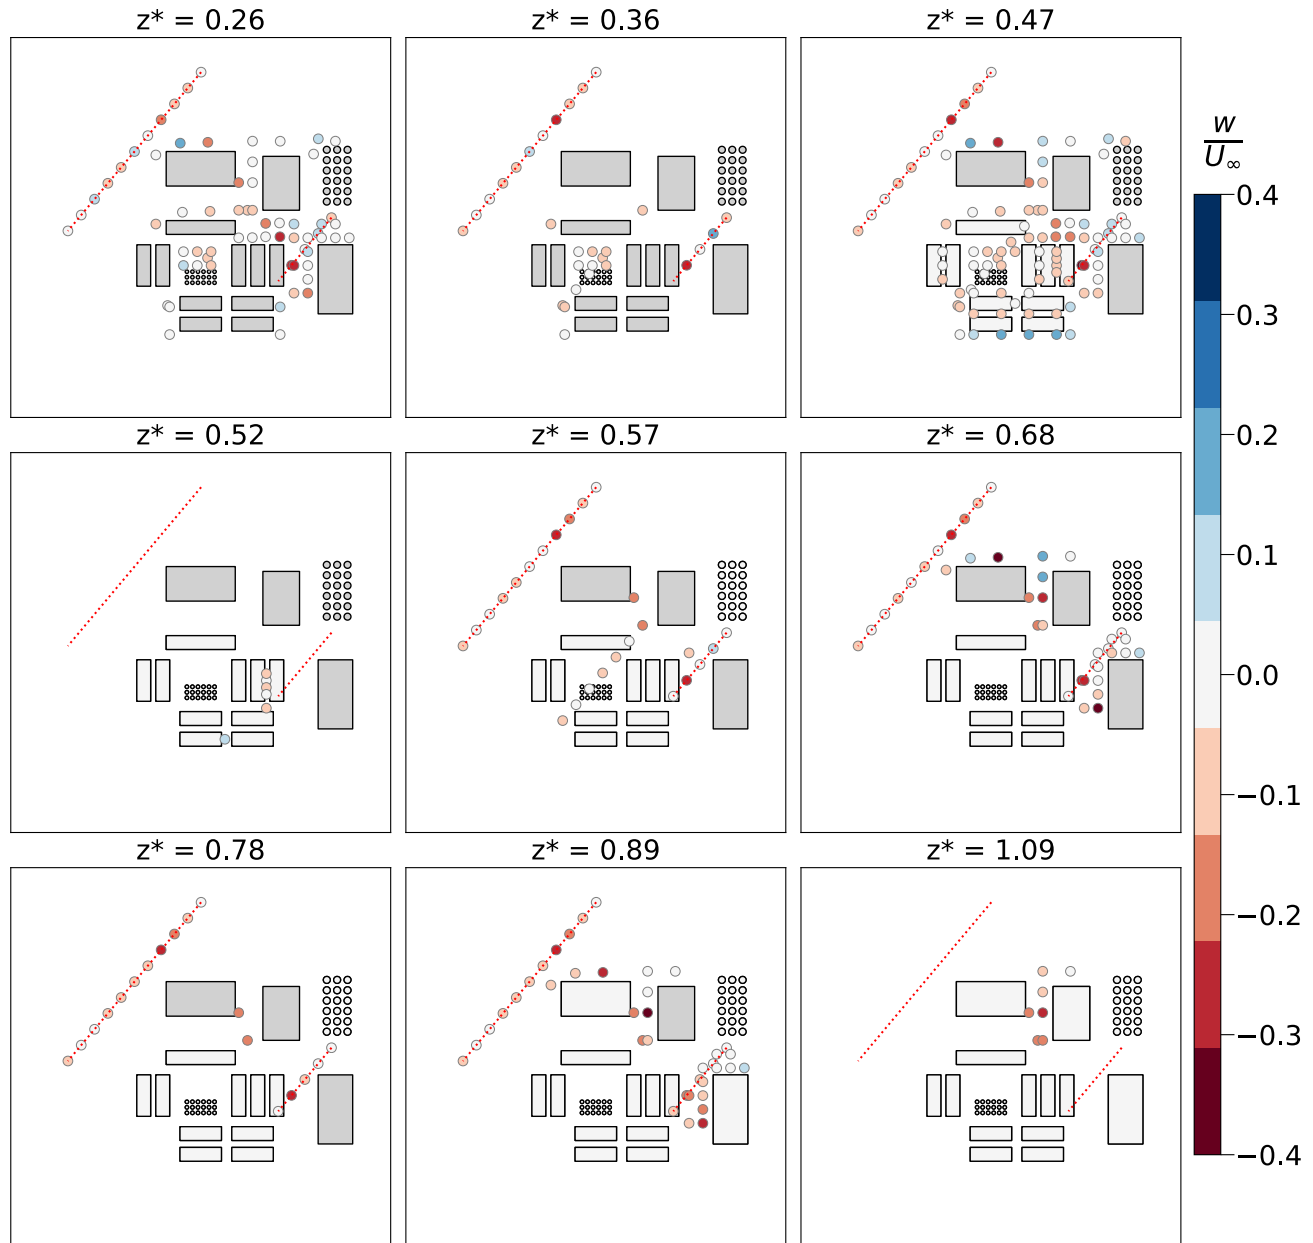 z* = 0.26
z* = 0.36
z* = 0.47
w
U∞
0.4
0.3
0.2
0.1
0.0
−0.1
−0.2
−0.3
−0.4
z* = 0.52
z* = 0.57
z* = 0.68
z* = 0.78
z* = 0.89
z* = 1.09